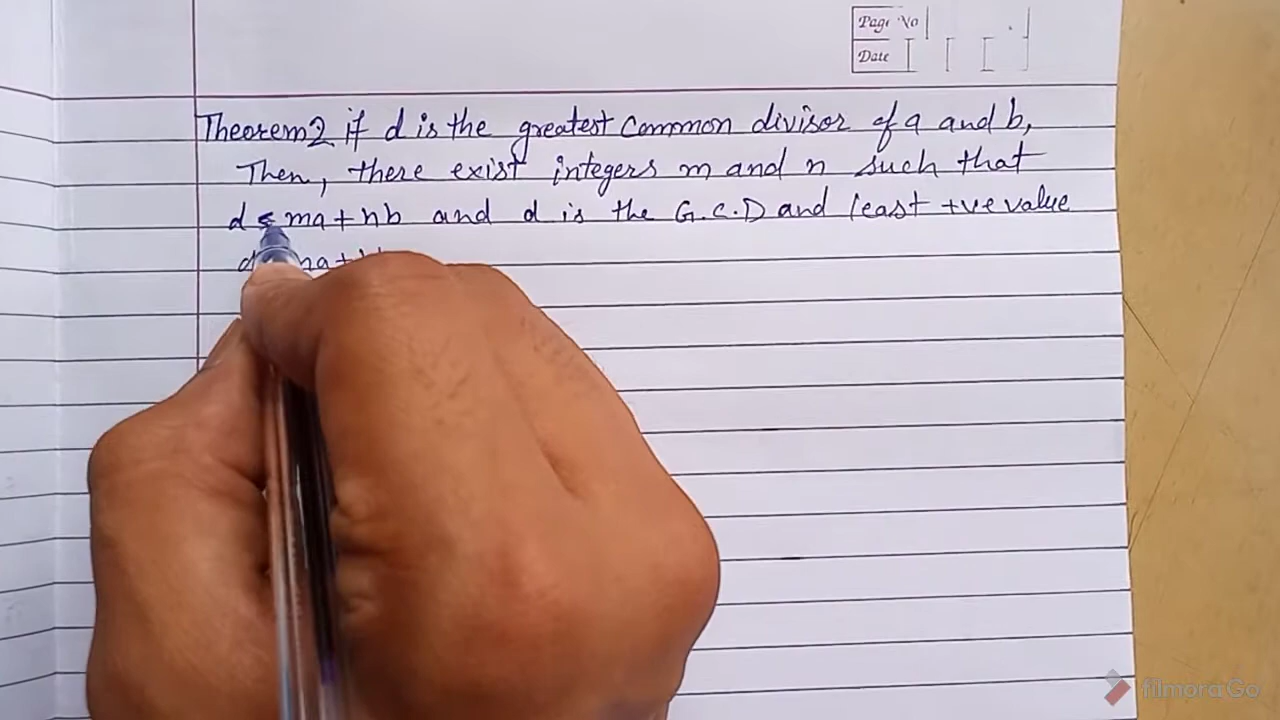 Page No
Date
Theorem 2 if d is the greatest common divisor of a and b,
Then, there exist integers m and n such that
d = ma + nb and d is the G.C.D and least +ve value
filmoraGo